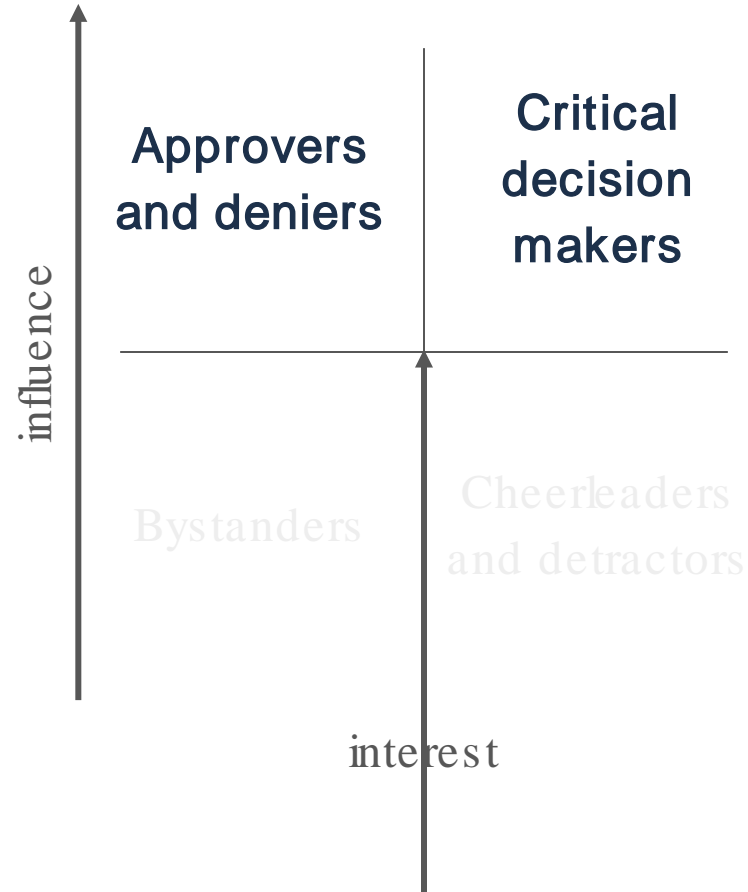 Approvers
and deniers
Critical
decision
makers
influence
Bystanders
Cheerleaders
and detractors
interest